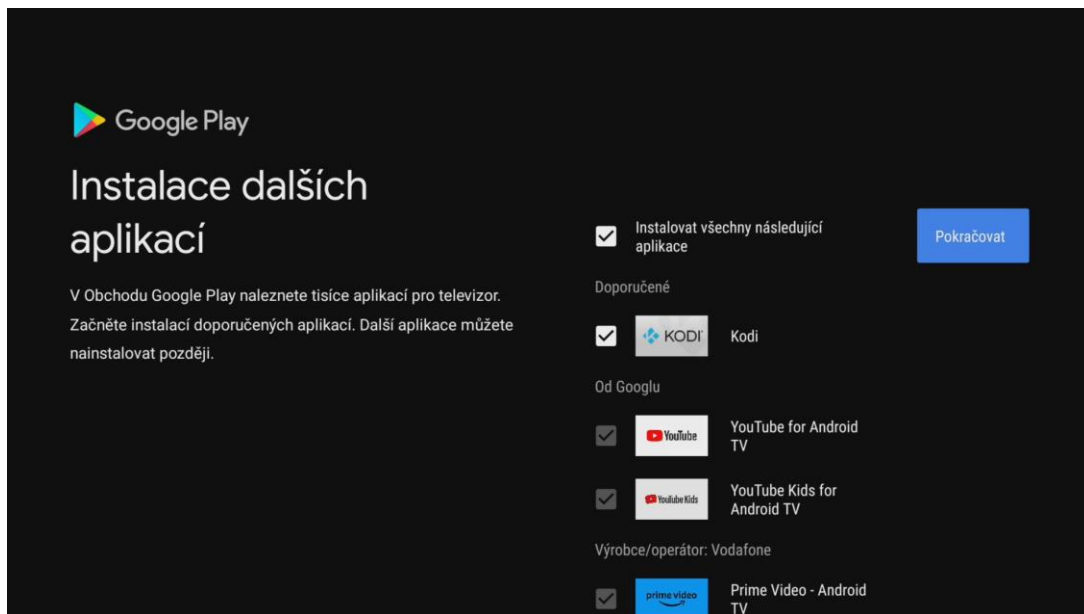 Google Play
Instalace dalších
aplikací
V Obchodu Google Play naleznete tisíce aplikací pro televizor.
Začněte instalací doporučených aplikací. Další aplikace můžete
nainstalovat později.
Instalovat všechny následující
aplikace
Pokračovat
Doporučené
KODI
Kodi
Od Googlu
YouTube
YouTube for Android
TV
YouTube Kids
YouTube Kids for
Android TV
Výrobce/operátor: Vodafone
prime video
Prime Video - Android
TV